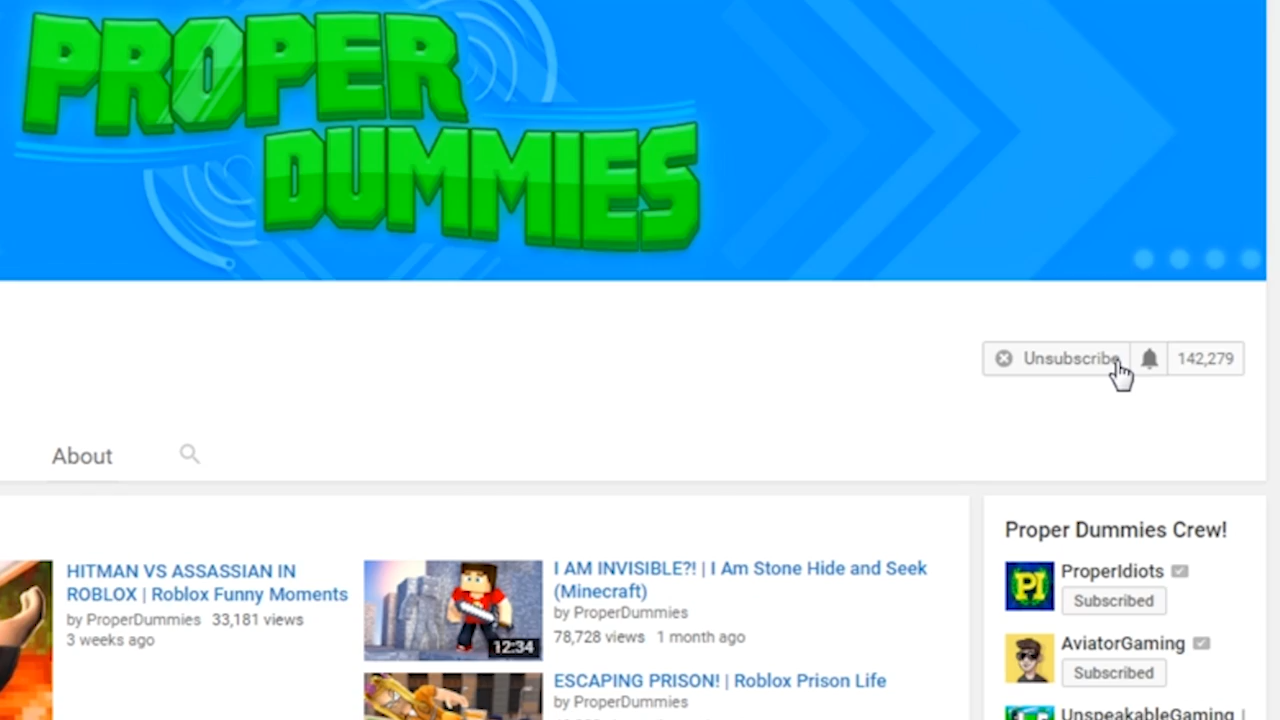 PROPER
DUMMIES
Unsubscribe
142,279
About
HITMAN VS ASSASSIAN IN
ROBLOX | Roblox Funny Moments
by ProperDummies 33,181 views
3 weeks ago
12:34
I AM INVISIBLE?! | I Am Stone Hide and Seek
(Minecraft)
by ProperDummies
78,728 views 1 month ago
ESCAPING PRISON! | Roblox Prison Life
by ProperDummies
Proper Dummies Crew!
PI
ProperIdiots
Subscribed
AviatorGaming
Subscribed
UnspeakableGaming |